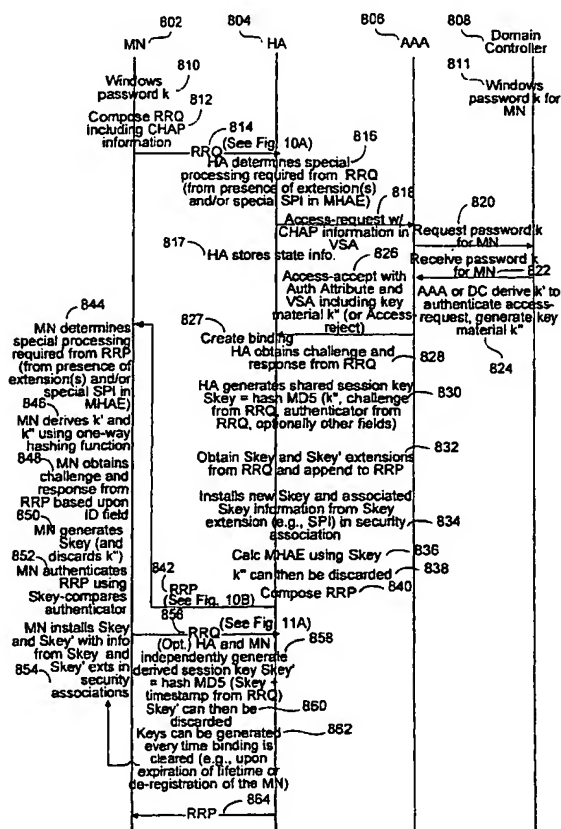 802
804
806
808
MN
HA
AAA
Domain
Controller
810
811
Windows
password k
Windows
password k for
MN
812
Compose RRQ
including CHAP
information
814
RRQ (See Fig. 10A)
816
HA determines special
processing required from RRQ
(from presence of extension(s)
and/or special SPI in MHAE)
818
820
Access-request w/
CHAP information in
VSA
Request password k
for MN
817
HA stores state info.
826
Receive password k
for MN
822
Access-accept with
Auth Attribute and
VSA including key
material k" (or Access-
reject)
AAA or DC derive k' to
authenticate access-
request, generate key
material k"
824
827
Create binding
HA obtains challenge and
response from RRQ
828
844
MN determines
special processing
required from RRP
(from presence of
extension(s) and/or
special SPI in
MHAE)
HA generates shared session key
Skey = hash MD5 (k", challenge
from RRQ, authenticator from
RRQ, optionally other fields)
830
846
MN derives k' and
k" using one-way
hashing function
832
Obtain Skey and Skey' extensions
from RRQ and append to RRP
848
MN obtains
challenge and
response from
RRP based upon
ID field
Installs new Skey and associated
Skey information from Skey
extension (e.g., SPI) in security
association
834
850
MN generates
Skey (and
discards k")
Calc MHAE using Skey
836
k" can then be discarded
838
852
MN authenticates
RRP using
Skey-compares
authenticator
842
RRP
(See Fig. 10B)
Compose RRP
840
856
RRQ (See Fig. 11A)
MN installs Skey
and Skey' with info
from Skey and
Skey' exts in
security
associations
854
(Opt.) HA and MN
independently generate
derived session key Skey'
= hash MD5 (Skey +
timestamp from RRQ)
858
Skey' can then be
discarded
860
Keys can be generated
every time binding is
cleared (e.g., upon
expiration of lifetime or
de-registration of the MN)
862
RRP
864